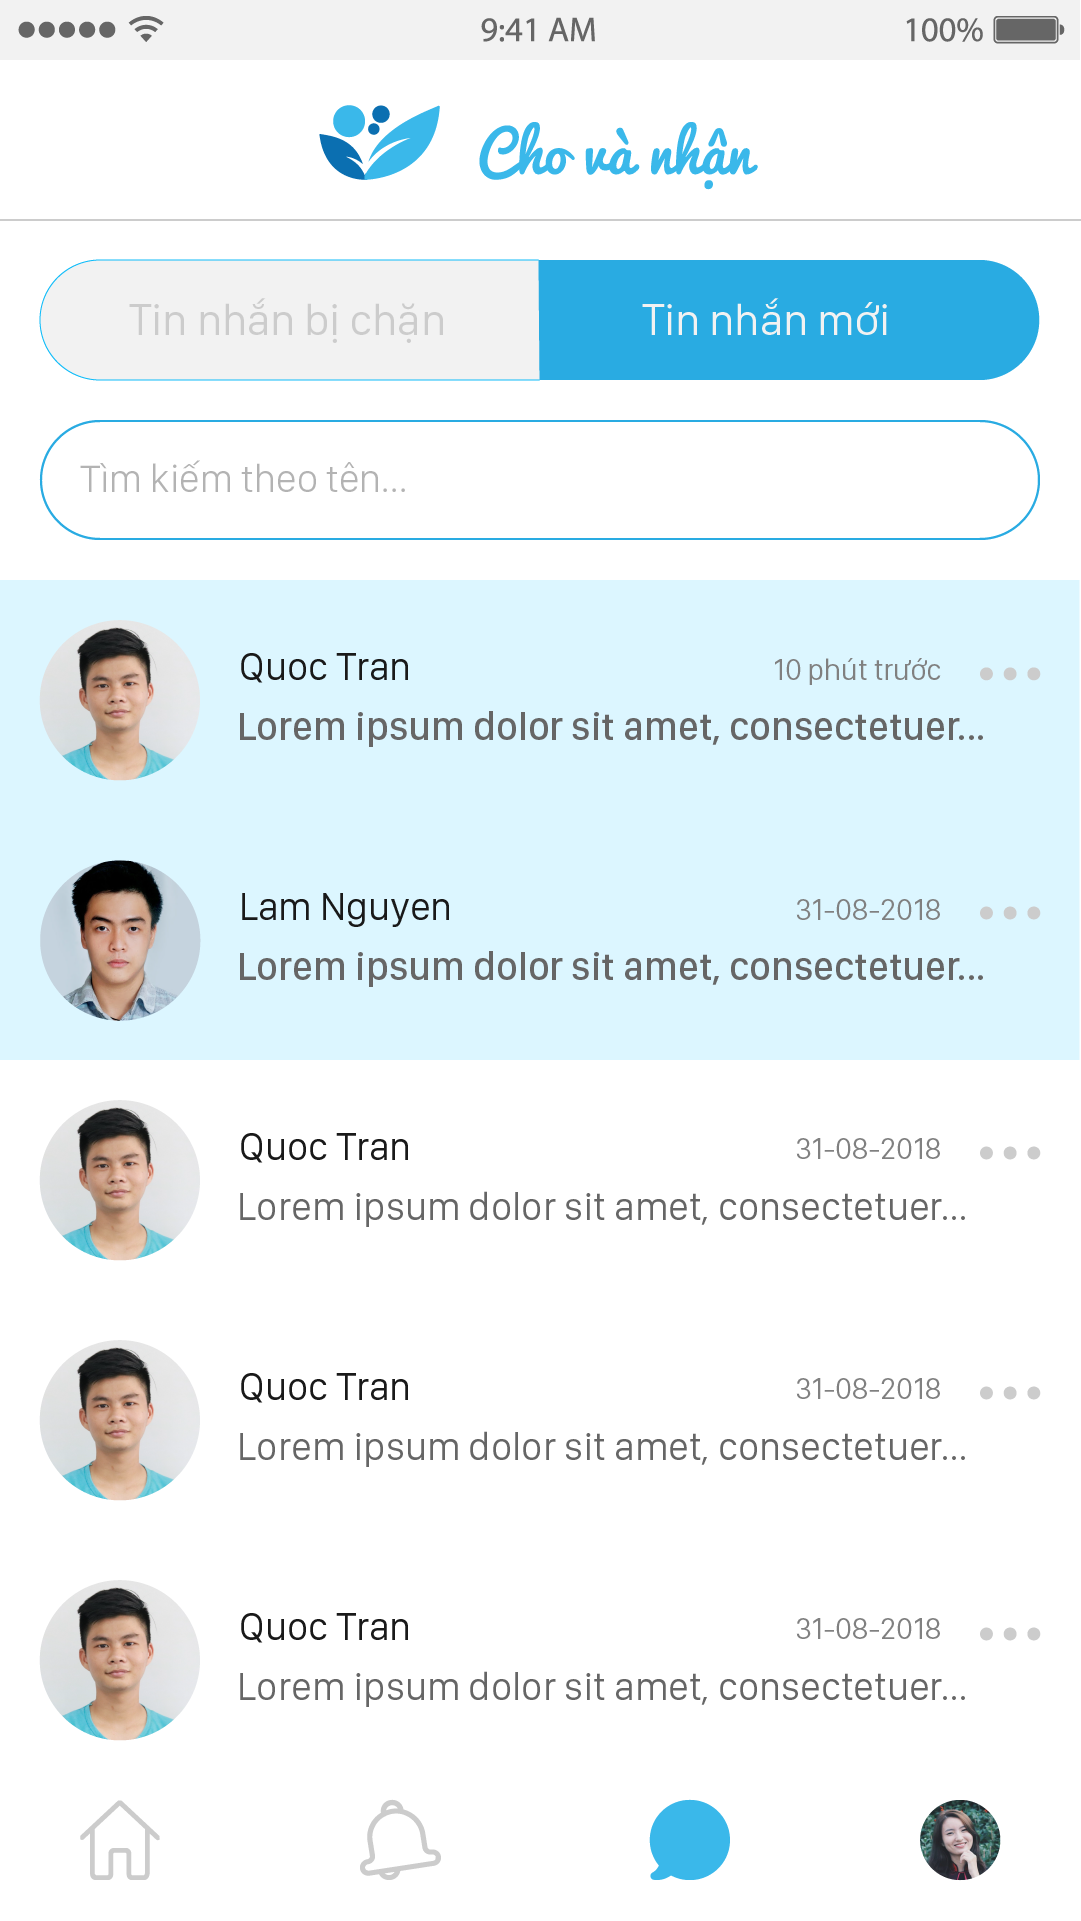 9:41 AM 100%
Cho và nhận
Tin nhắn bị chặn Tin nhắn mới
Tìm kiếm theo tên...
Quoc Tran 10 phút trước
Lorem ipsum dolor sit amet, consectetuer...
Lam Nguyen 31-08-2018
Lorem ipsum dolor sit amet, consectetuer...
Quoc Tran 31-08-2018
Lorem ipsum dolor sit amet, consectetuer...
Quoc Tran 31-08-2018
Lorem ipsum dolor sit amet, consectetuer...
Quoc Tran 31-08-2018
Lorem ipsum dolor sit amet, consectetuer...